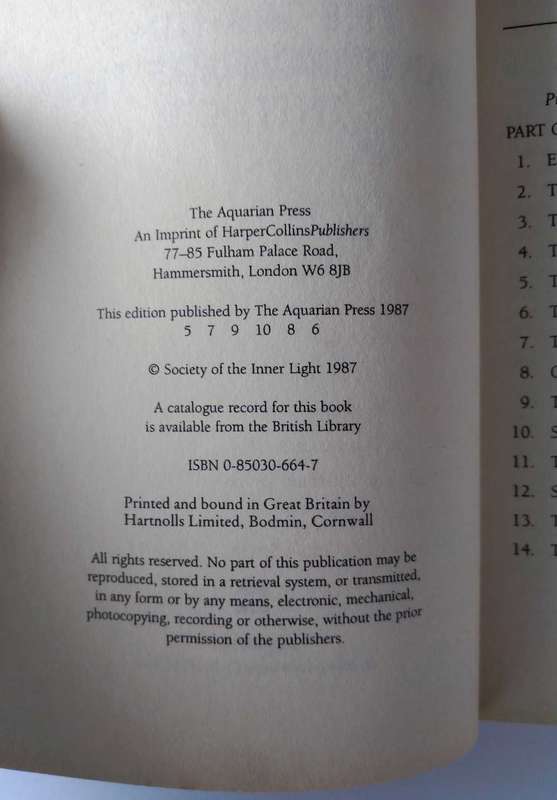 The Aquarian Press
An Imprint of HarperCollinsPublishers
77–85 Fulham Palace Road,
Hammersmith, London W6 8JB
This edition published by The Aquarian Press 1987
5 7 9 10 8 6
© Society of the Inner Light 1987
A catalogue record for this book
is available from the British Library
ISBN 0-85030-664-7
Printed and bound in Great Britain by
Hartnolls Limited, Bodmin, Cornwall
All rights reserved. No part of this publication may be
reproduced, stored in a retrieval system, or transmitted,
in any form or by any means, electronic, mechanical,
photocopying, recording or otherwise, without the prior
permission of the publishers.
PART
1.
2.
3.
4.
5.
6.
7.
8.
9.
10.
11.
12.
13.
14.